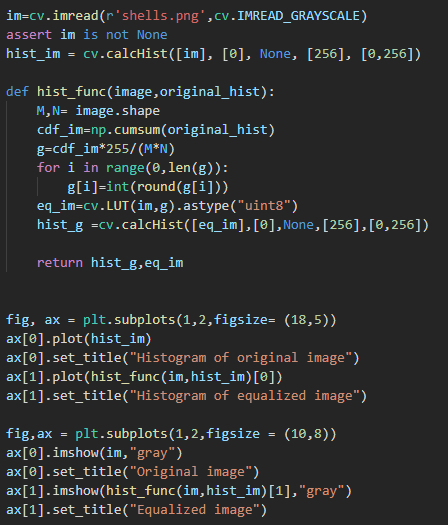 im=cv.imread(r'shells.png',cv.IMREAD_GRAYSCALE)
assert im is not None
hist_im = cv.calcHist([im], [0], None, [256], [0,256])
def hist_func(image,original_hist):
    M,N= image.shape
    cdf_im=np.cumsum(original_hist)
    g=cdf_im*255/(M*N)
    for i in range(0,len(g)):
        g[i]=int(round(g[i]))
    eq_im=cv.LUT(im,g).astype("uint8")
    hist_g =cv.calcHist([eq_im],[0],None,[256],[0,256])
    return hist_g,eq_im
fig, ax = plt.subplots(1,2,figsize= (18,5))
ax[0].plot(hist_im)
ax[0].set_title("Histogram of original image")
ax[1].plot(hist_func(im,hist_im)[0])
ax[1].set_title("Histogram of equalized image")
fig,ax = plt.subplots(1,2,figsize = (10,8))
ax[0].imshow(im,"gray")
ax[0].set_title("Original image")
ax[1].imshow(hist_func(im,hist_im)[1],"gray")
ax[1].set_title("Equalized image")